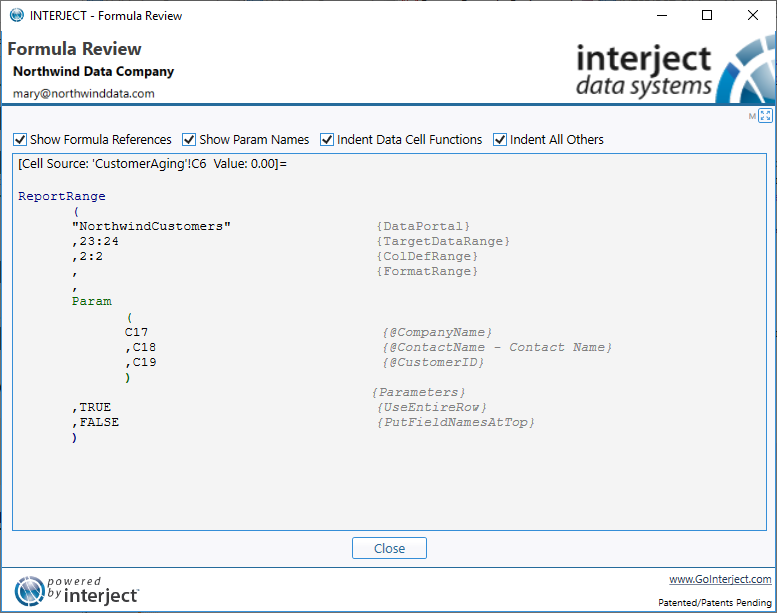 INTERJECT - Formula Review
Formula Review
Northwind Data Company
mary@northwinddata.com
interject
data systems
M
Show Formula References Show Param Names Indent Data Cell Functions Indent All Others
[Cell Source: 'CustomerAging'!C6 Value: 0.00]=
ReportRange
(
"NorthwindCustomers" {DataPortal}
,23:24 {TargetDataRange}
,2:2 {ColDefRange}
, {FormatRange}
,
Param
(
C17 {@CompanyName}
,C18 {@ContactName - Contact Name}
,C19 {@CustomerID}
)
{Parameters}
,TRUE {UseEntireRow}
,FALSE {PutFieldNamesAtTop}
)
Close
powered
by interject
www.GoInterject.com
Patented/Patents Pending